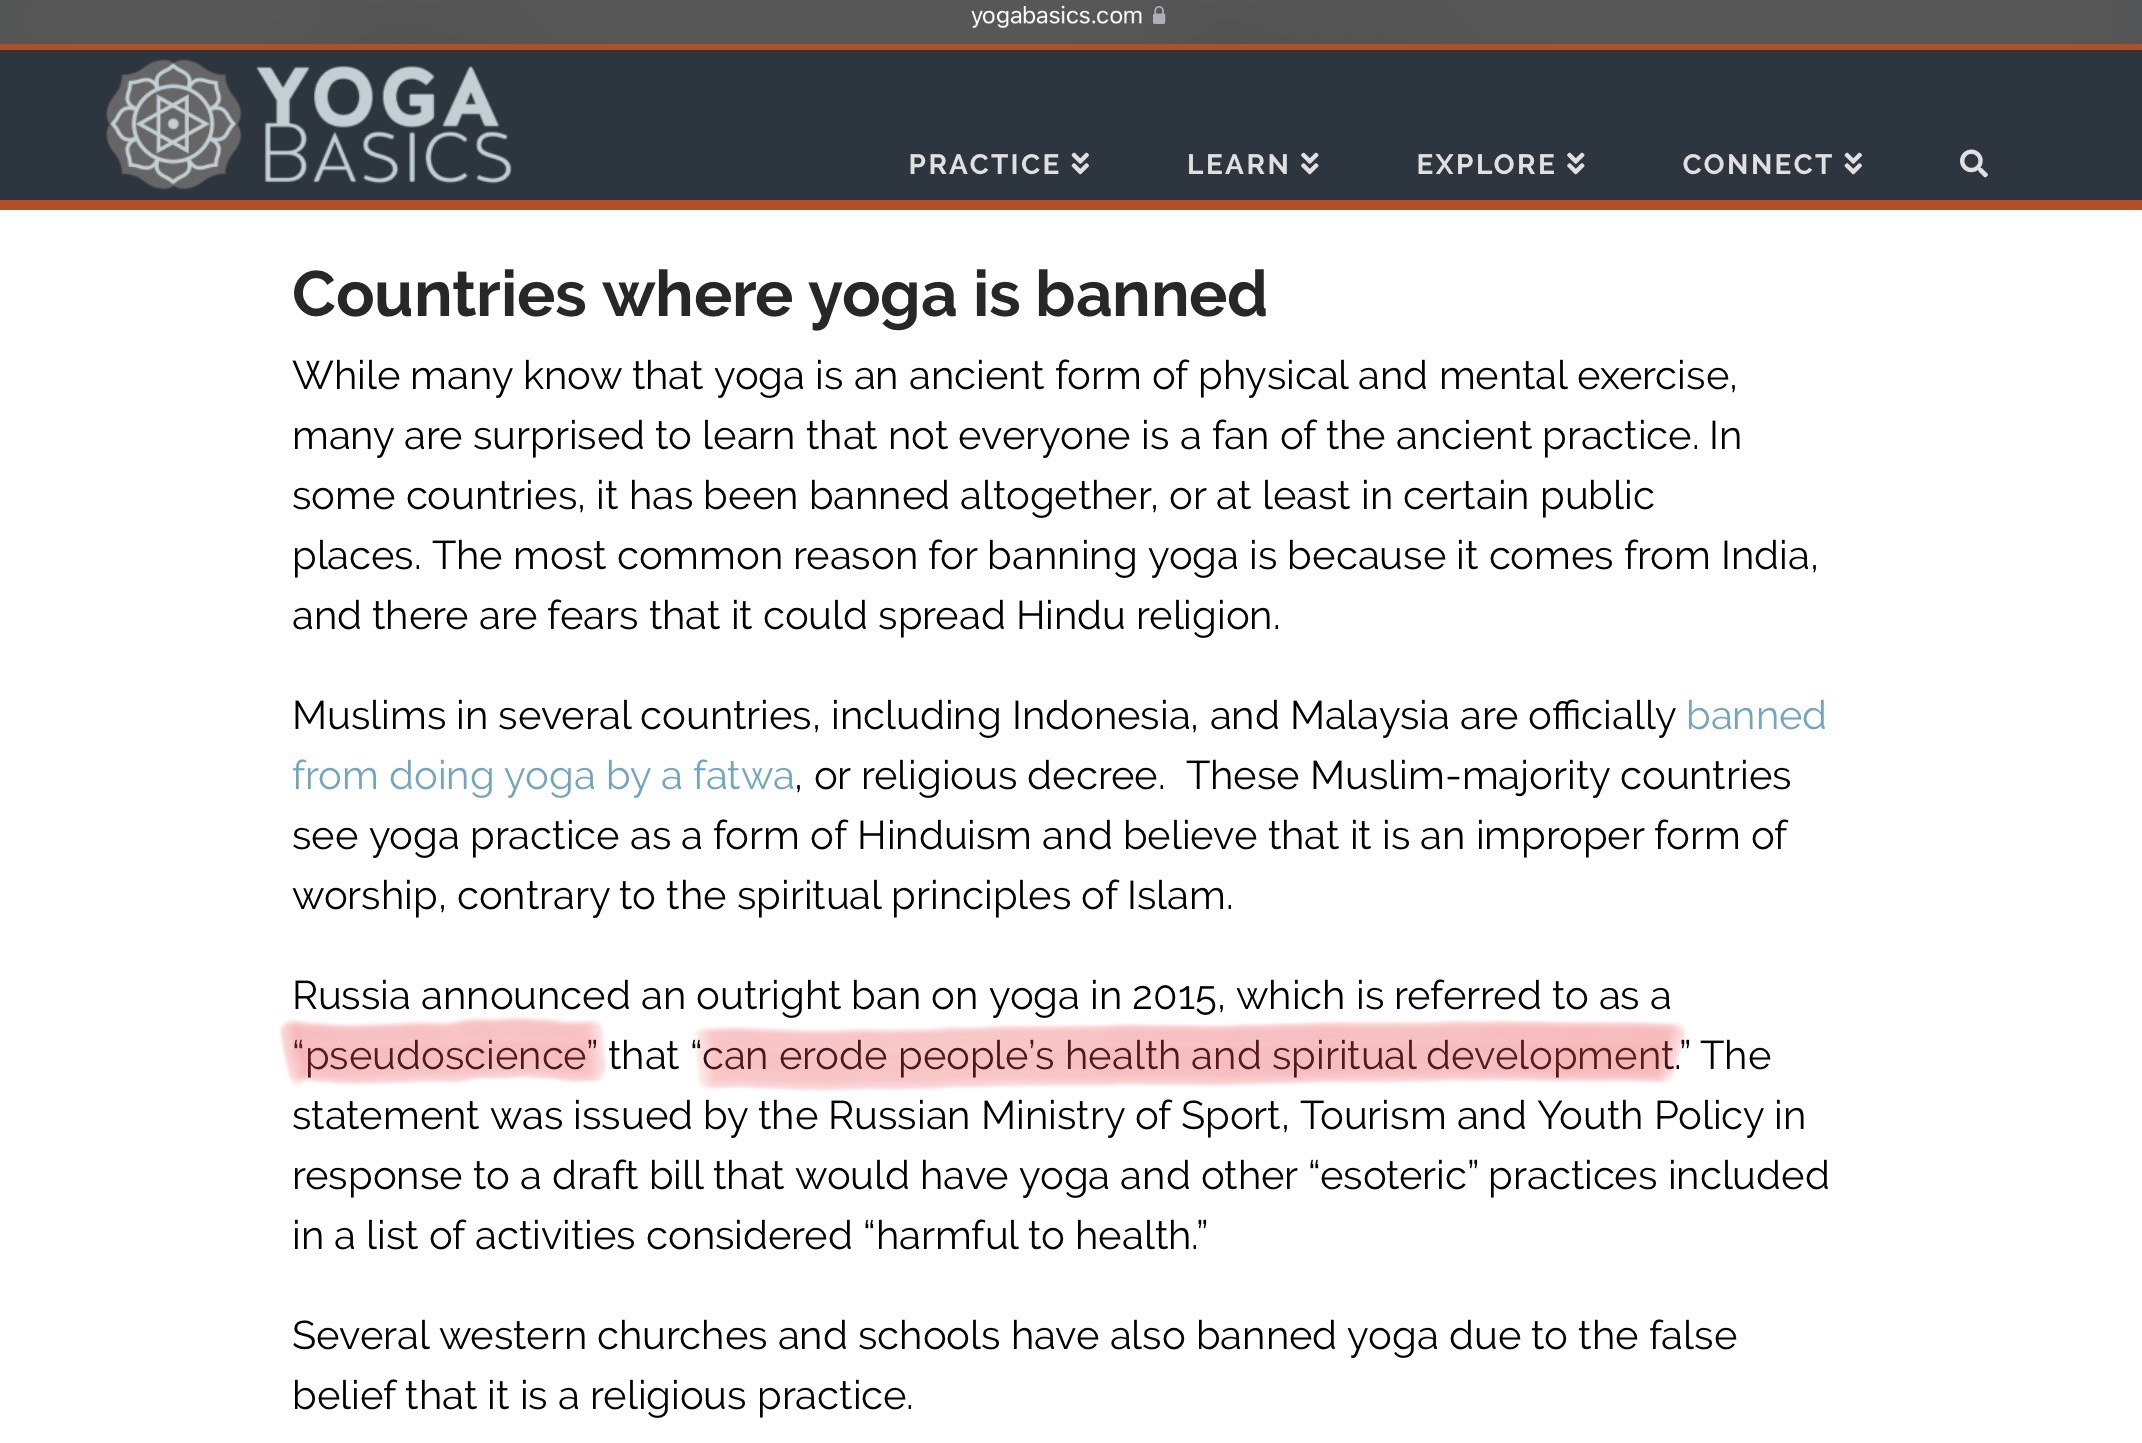 yogabasics.com
YOGA
BASICS
PRACTICE
LEARN
EXPLORE
CONNECT
Countries where yoga is banned
While many know that yoga is an ancient form of physical and mental exercise,
many are surprised to learn that not everyone is a fan of the ancient practice. In
some countries, it has been banned altogether, or at least in certain public
places. The most common reason for banning yoga is because it comes from India,
and there are fears that it could spread Hindu religion.
Muslims in several countries, including Indonesia, and Malaysia are officially banned
from doing yoga by a fatwa, or religious decree.  These Muslim-majority countries
see yoga practice as a form of Hinduism and believe that it is an improper form of
worship, contrary to the spiritual principles of Islam.
Russia announced an outright ban on yoga in 2015, which is referred to as a
“pseudoscience” that “can erode people’s health and spiritual development.” The
statement was issued by the Russian Ministry of Sport, Tourism and Youth Policy in
response to a draft bill that would have yoga and other “esoteric” practices included
in a list of activities considered “harmful to health.”
Several western churches and schools have also banned yoga due to the false
belief that it is a religious practice.